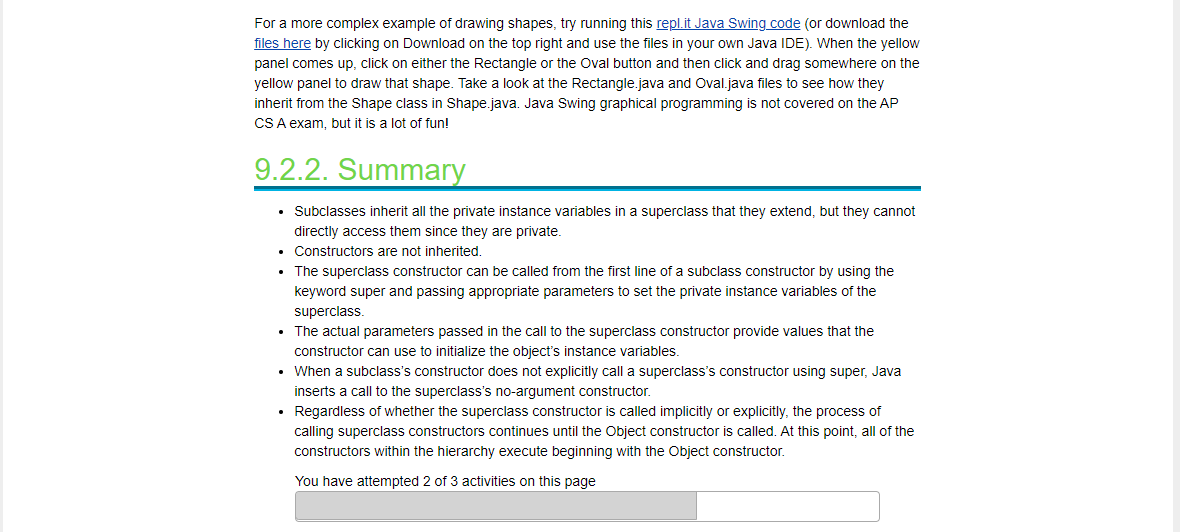 For a more complex example of drawing shapes, try running this repl.it Java Swing code (or download the
files here by clicking on Download on the top right and use the files in your own Java IDE). When the yellow
panel comes up, click on either the Rectangle or the Oval button and then click and drag somewhere on the
yellow panel to draw that shape. Take a look at the Rectangle.java and Oval.java files to see how they
inherit from the Shape class in Shape.java. Java Swing graphical programming is not covered on the AP
CS A exam, but it is a lot of fun!
9.2.2. Summary
• Subclasses inherit all the private instance variables in a superclass that they extend, but they cannot
directly access them since they are private.
• Constructors are not inherited.
• The superclass constructor can be called from the first line of a subclass constructor by using the
keyword super and passing appropriate parameters to set the private instance variables of the
superclass.
• The actual parameters passed in the call to the superclass constructor provide values that the
constructor can use to initialize the object’s instance variables.
• When a subclass’s constructor does not explicitly call a superclass’s constructor using super, Java
inserts a call to the superclass’s no-argument constructor.
• Regardless of whether the superclass constructor is called implicitly or explicitly, the process of
calling superclass constructors continues until the Object constructor is called. At this point, all of the
constructors within the hierarchy execute beginning with the Object constructor.
You have attempted 2 of 3 activities on this page